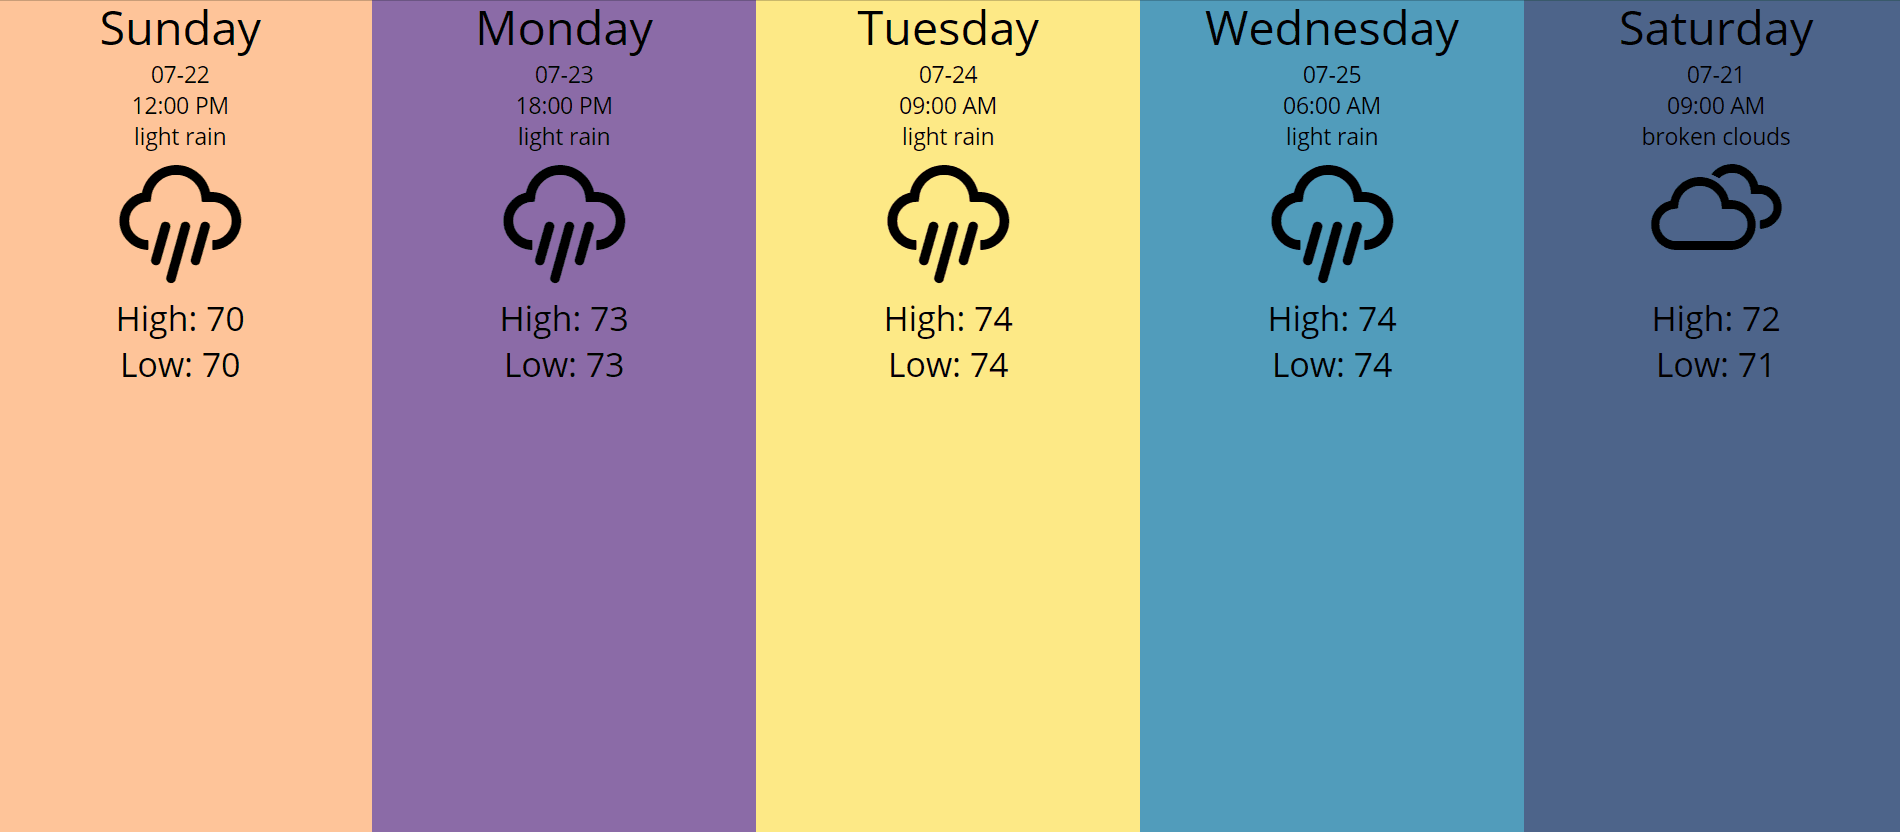 Sunday
07-22
12:00 PM
light rain
High: 70
Low: 70
Monday
07-23
18:00 PM
light rain
High: 73
Low: 73
Tuesday
07-24
09:00 AM
light rain
High: 74
Low: 74
Wednesday
07-25
06:00 AM
light rain
High: 74
Low: 74
Saturday
07-21
09:00 AM
broken clouds
High: 72
Low: 71